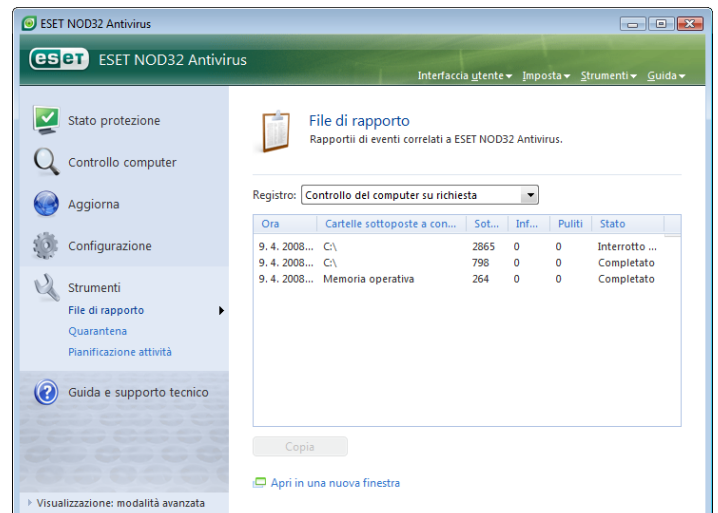 ESET NOD32 Antivirus
eseT ESET NOD32 Antivirus
Interfaccia utente Imposta Strumenti Guida
Stato protezione
Controllo computer
Aggiorna
Configurazione
Strumenti
File di rapporto
Quarantena
Pianificazione attività
Guida e supporto tecnico
Visualizzazione: modalità avanzata
File di rapporto
Rapportii di eventi correlati a ESET NOD32 Antivirus.
Registro: Controllo del computer su richiesta
Ora Cartelle sottoposte a con... Sot... Inf... Puliti Stato
9. 4. 2008... C:\ 2865 0 0 Interrotto ...
9. 4. 2008... C:\ 798 0 0 Completato
9. 4. 2008... Memoria operativa 264 0 0 Completato
Copia
Apri in una nuova finestra